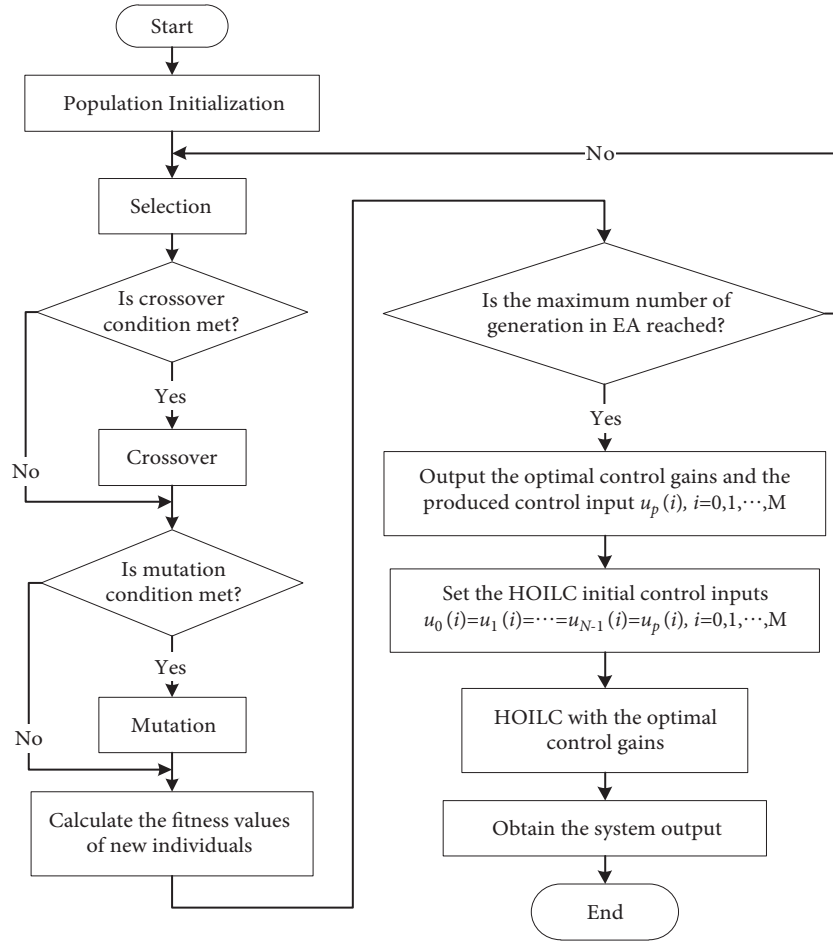 Start
Population Initialization
Selection
Is crossover
condition met?
Yes
No
Crossover
Is mutation
condition met?
Yes
No
Mutation
Calculate the fitness values
of new individuals
No
Is the maximum number of
generation in EA reached?
Yes
Output the optimal control gains and the
produced control input u_p(i), i=0,1,⋯,M
Set the HOILC initial control inputs
u_0(i)=u_1(i)=⋯=u_{N-1}(i)=u_p(i), i=0,1,⋯,M
HOILC with the optimal
control gains
Obtain the system output
End